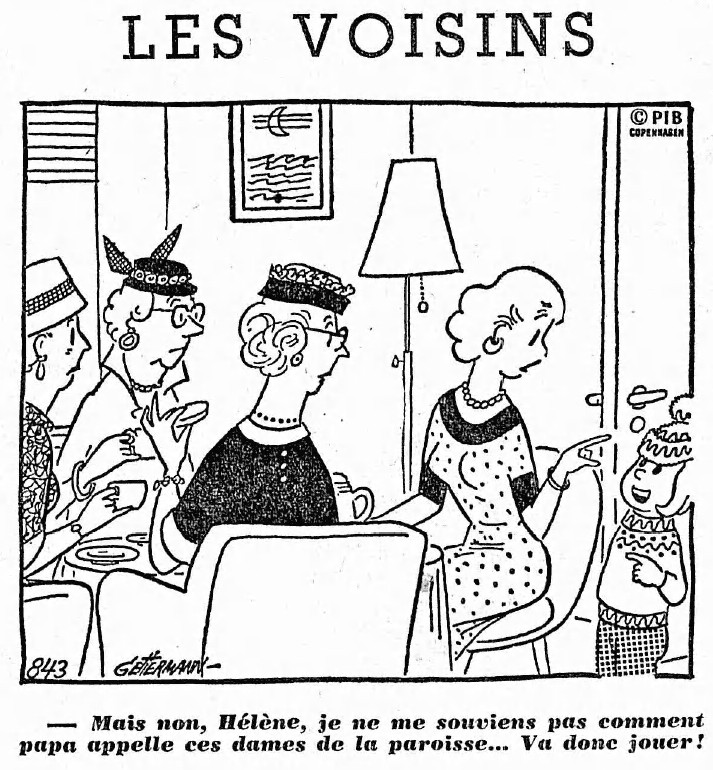 LES VOISINS
© PIB
COPENHAGEN
843
GETTERMANN
— Mais non, Hélène, je ne me souviens pas comment
papa appelle ces dames de la paroisse... Va donc jouer!